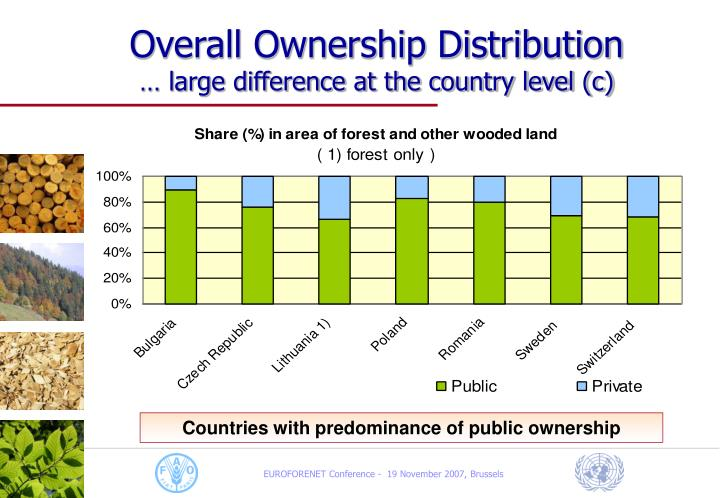 Overall Ownership Distribution
… large difference at the country level (c)
Share (%) in area of forest and other wooded land
( 1) forest only )
100%
80%
60%
40%
20%
0%
Bulgaria
Czech Republic
Lithuania 1)
Poland
Romania
Sweden
Switzerland
Public
Private
Countries with predominance of public ownership
F A O
EUROFORENET Conference - 19 November 2007, Brussels